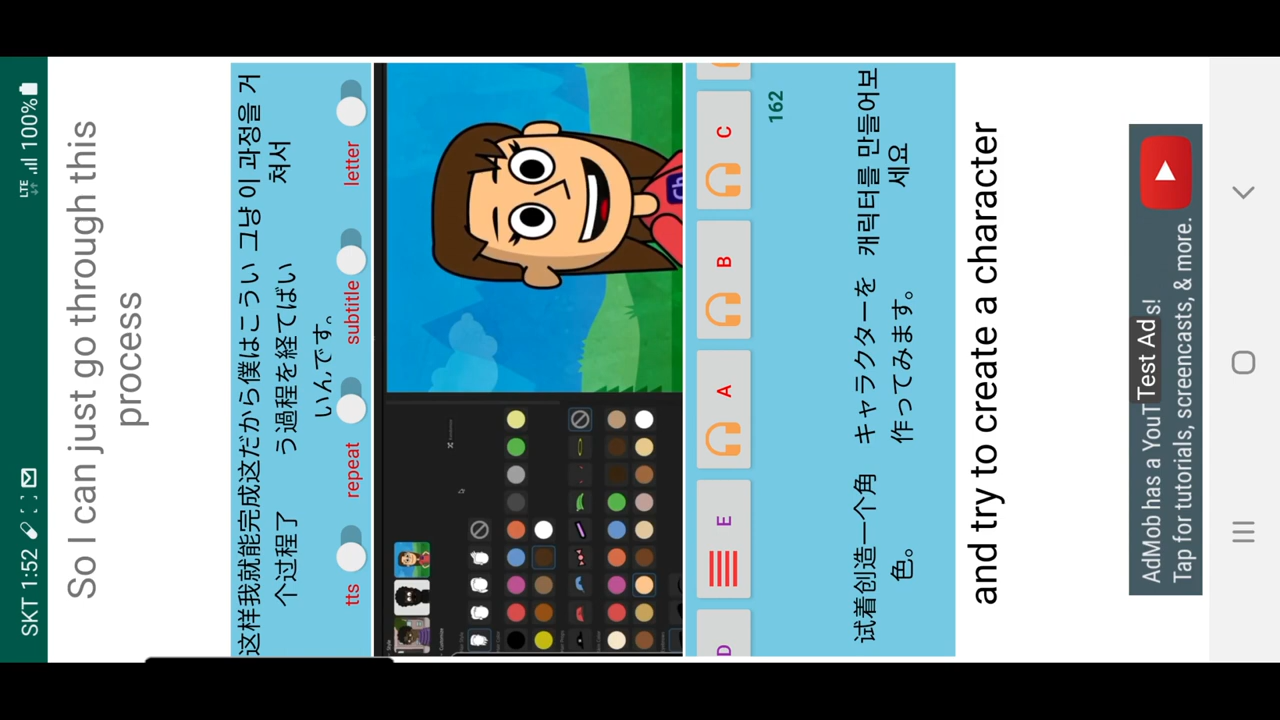 SKT 1:52
LTE
100%
So I can just go through this
process
这样我就能完成这
个过程了
だから僕はこうい
う過程を経てばい
いんです。
그냥 이 과정을 거
쳐서
tts
repeat
subtitle
letter
D
E
A
B
C
162
试着创造一个角
色。
キャラクターを
作ってみます。
캐릭터를 만들어보
세요
and try to create a character
AdMob has a YouT
s!
Test Ad
Tap for tutorials, screencasts, & more.